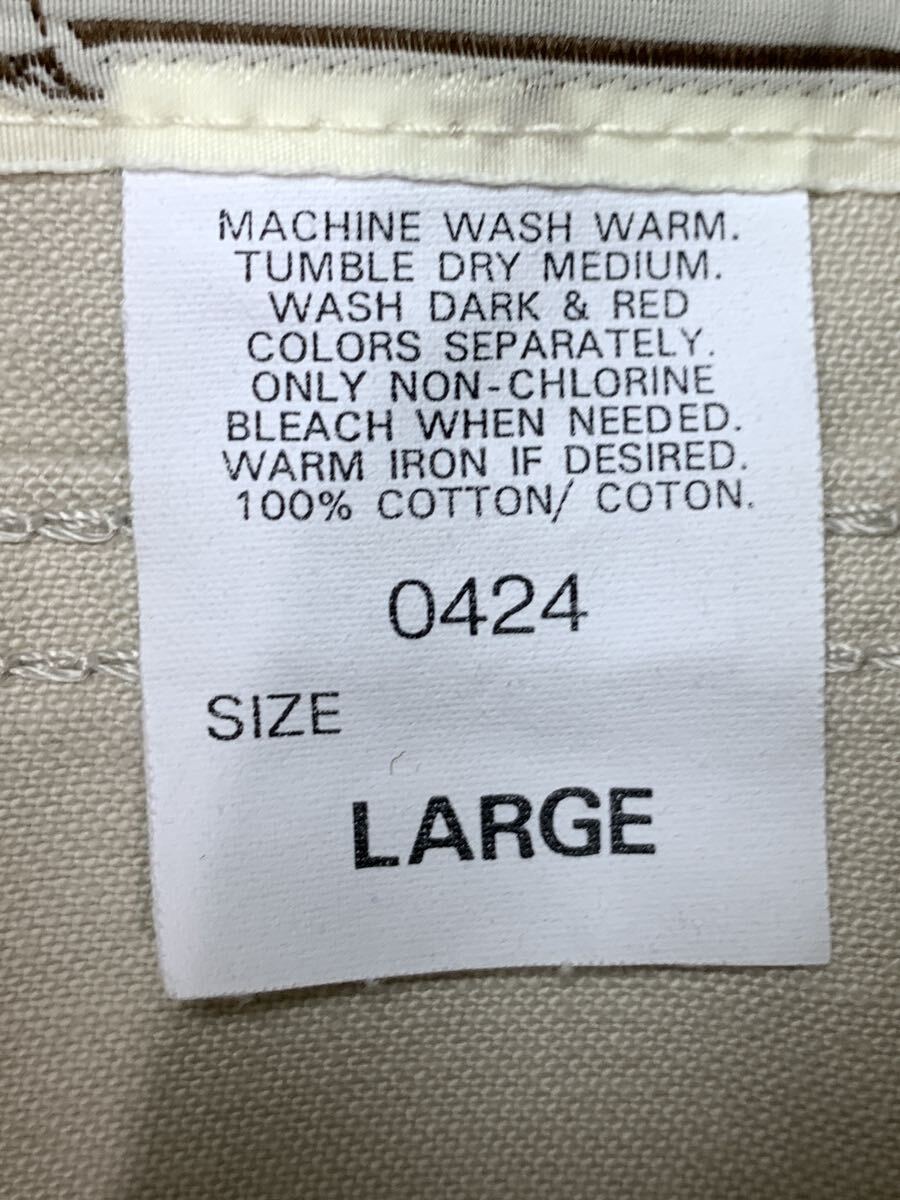 MACHINE WASH WARM.
TUMBLE DRY MEDIUM.
WASH DARK & RED
COLORS SEPARATELY.
ONLY NON-CHLORINE
BLEACH WHEN NEEDED.
WARM IRON IF DESIRED.
100% COTTON/ COTON.
0424
SIZE
LARGE